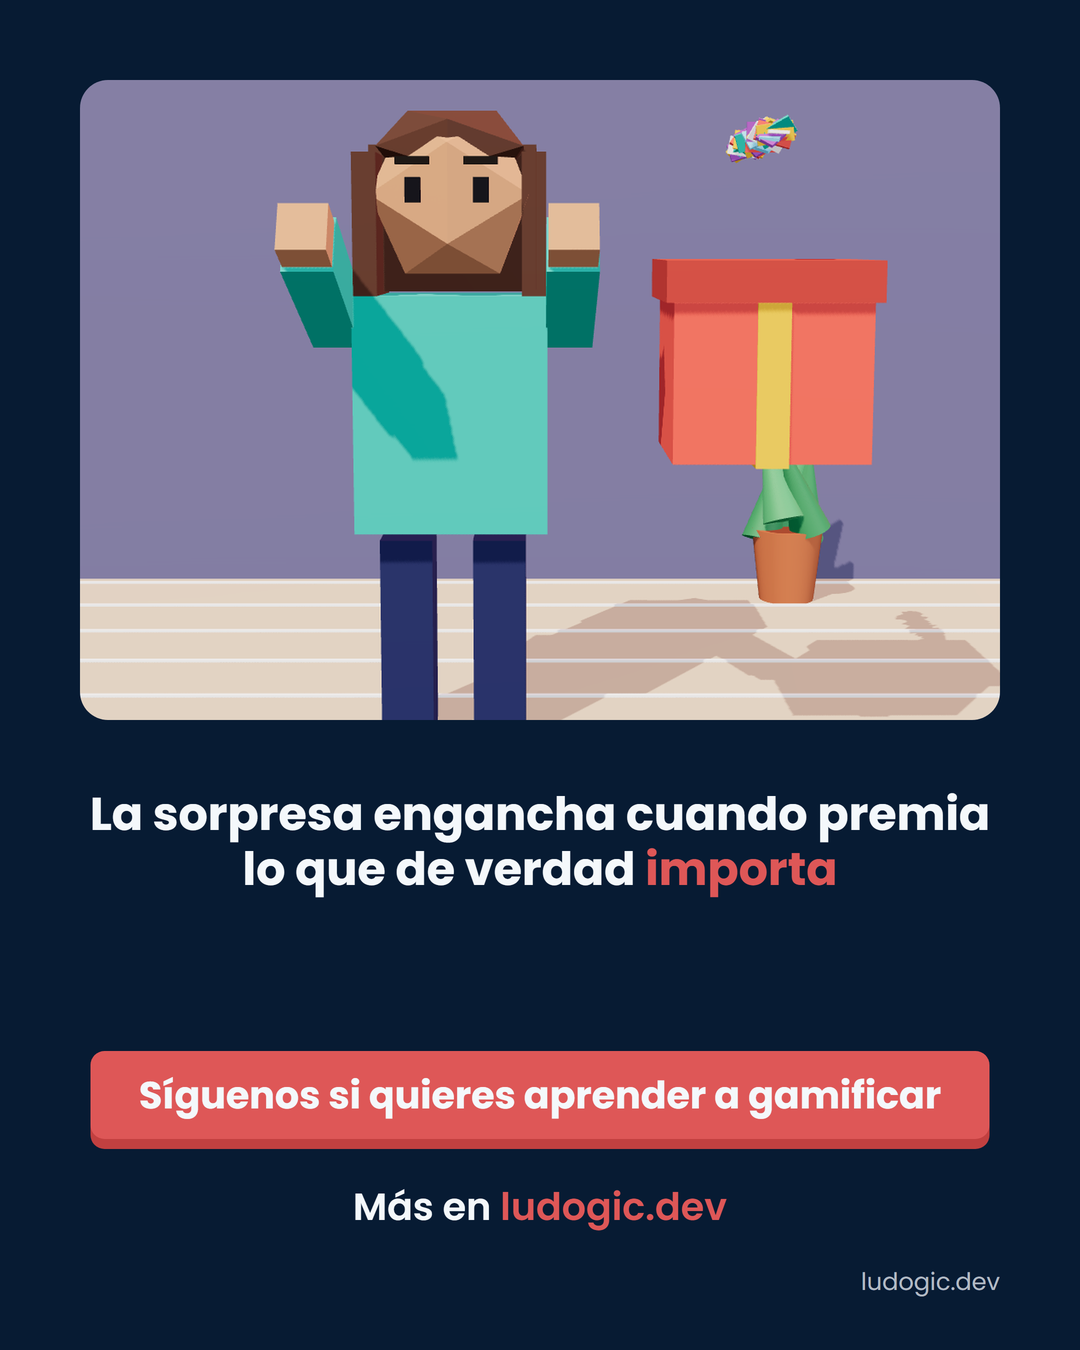 La sorpresa engancha cuando premia
lo que de verdad importa
Síguenos si quieres aprender a gamificar
Más en ludogic.dev
ludogic.dev